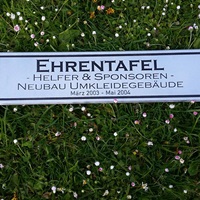 EHRENTAFEL
- HELFER & SPONSOREN -
NEUBAU UMKLEIDEGEBÄUDE
März 2003 - Mai 2004